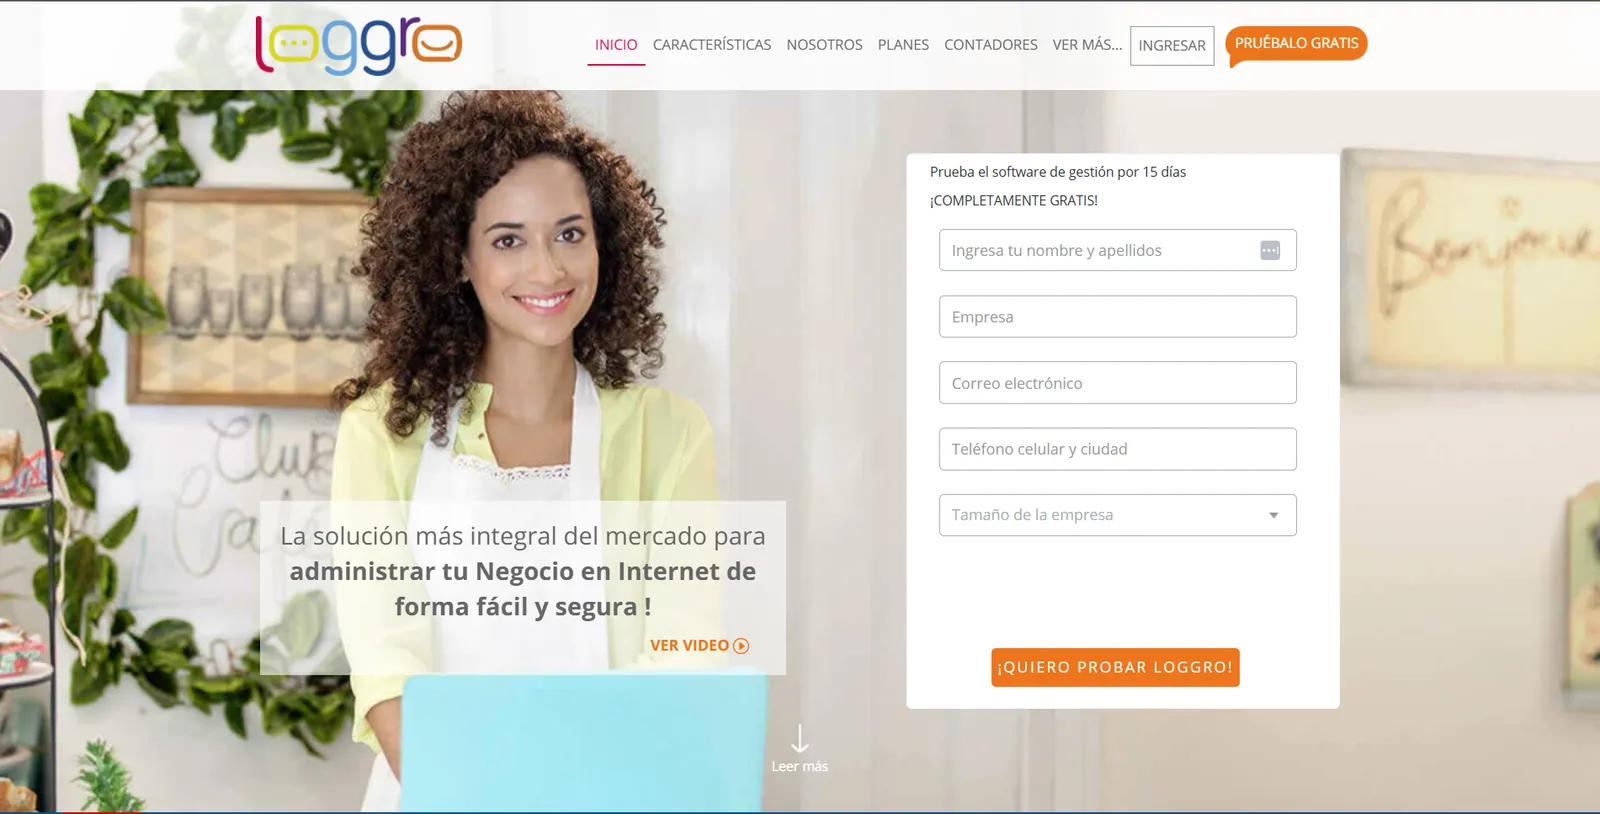 loggro
INICIO CARACTERÍSTICAS NOSOTROS PLANES CONTADORES VER MÁS... INGRESAR PRUÉBALO GRATIS
Prueba el software de gestión por 15 días
¡COMPLETAMENTE GRATIS!
Ingresa tu nombre y apellidos
Empresa
Correo electrónico
Teléfono celular y ciudad
Tamaño de la empresa
¡QUIERO PROBAR LOGGRO!
La solución más integral del mercado para
administrar tu Negocio en Internet de
forma fácil y segura !
VER VIDEO
Leer más
Club